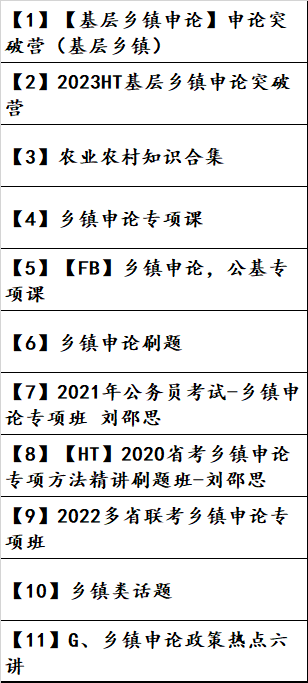 【1】【基层乡镇申论】申论突
破营（基层乡镇）
【2】2023HT基层乡镇申论突破
营
【3】农业农村知识合集
【4】乡镇申论专项课
【5】【FB】乡镇申论，公基专
项课
【6】乡镇申论刷题
【7】2021年公务员考试-乡镇申
论专项班 刘邵思
【8】【HT】2020省考乡镇申论
专项方法精讲刷题班-刘邵思
【9】2022多省联考乡镇申论专
项班
【10】乡镇类话题
【11】G、乡镇申论政策热点六
讲